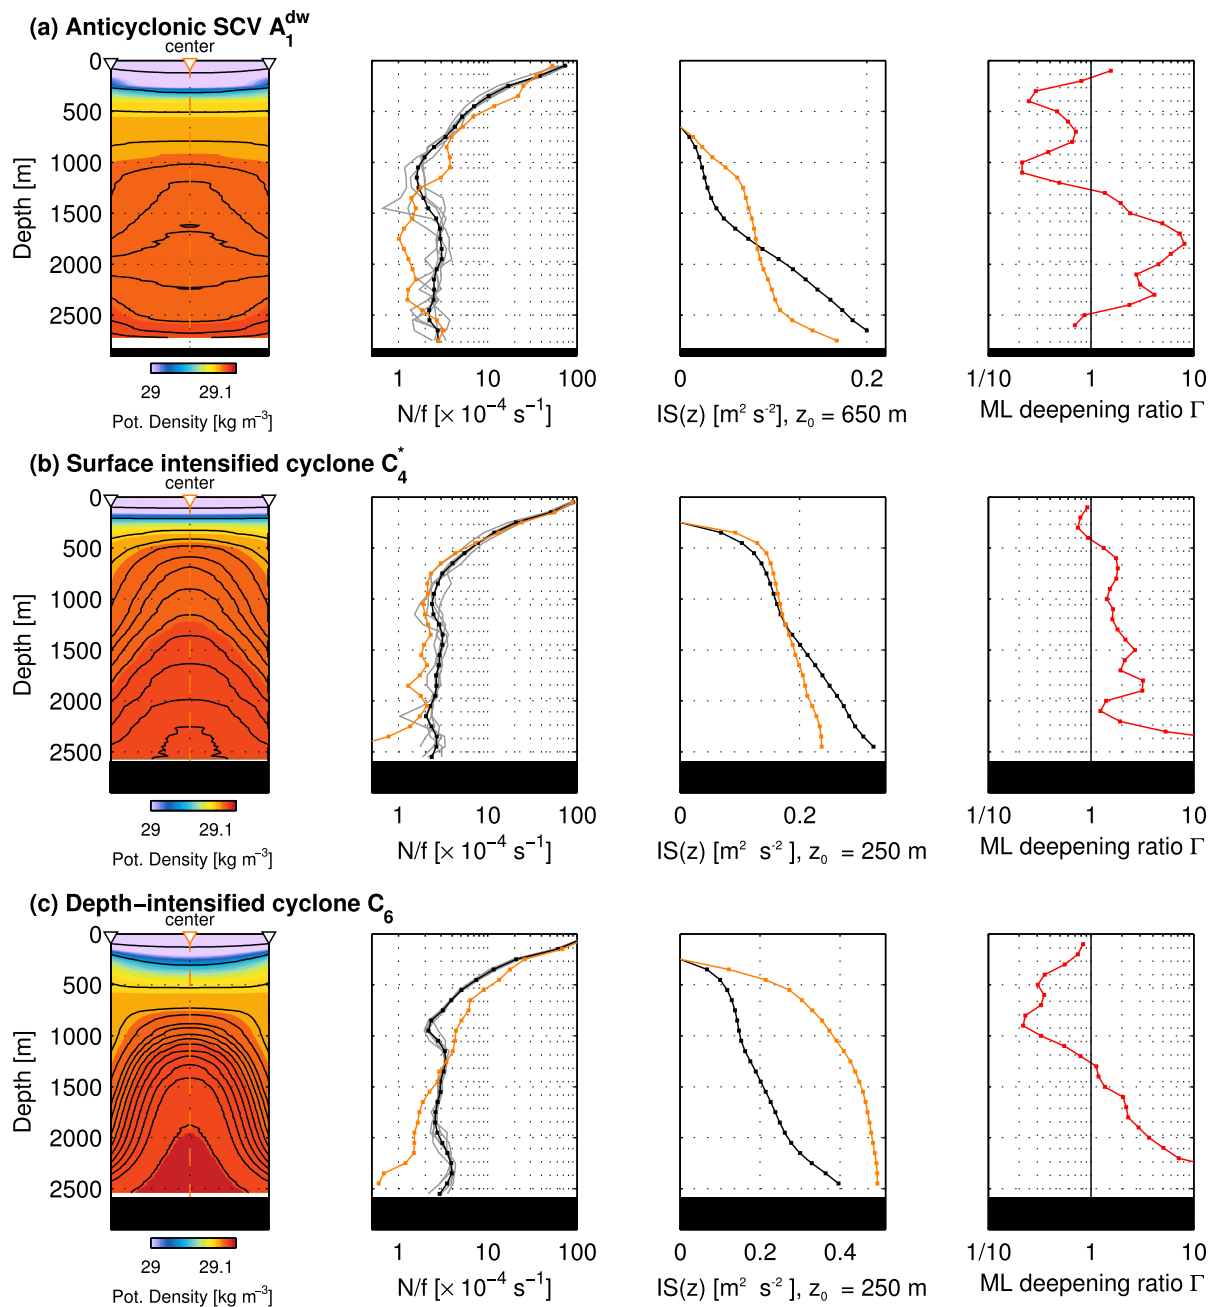 (a) Anticyclonic SCV A₁ᵈʷ
center
0
500
1000
1500
2000
2500
Depth [m]
29 29.1
Pot. Density [kg m⁻³]
1 10 100
N/f [× 10⁻⁴ s⁻¹]
0 0.2
IS(z) [m² s⁻²], z₀ = 650 m
1/10 1 10
ML deepening ratio Γ
(b) Surface intensified cyclone C₄*
center
0
500
1000
1500
2000
2500
Depth [m]
29 29.1
Pot. Density [kg m⁻³]
1 10 100
N/f [× 10⁻⁴ s⁻¹]
0 0.2
IS(z) [m² s⁻²], z₀ = 250 m
1/10 1 10
ML deepening ratio Γ
(c) Depth−intensified cyclone C₆
center
0
500
1000
1500
2000
2500
Depth [m]
29 29.1
Pot. Density [kg m⁻³]
1 10 100
N/f [× 10⁻⁴ s⁻¹]
0 0.2 0.4
IS(z) [m² s⁻²], z₀ = 250 m
1/10 1 10
ML deepening ratio Γ